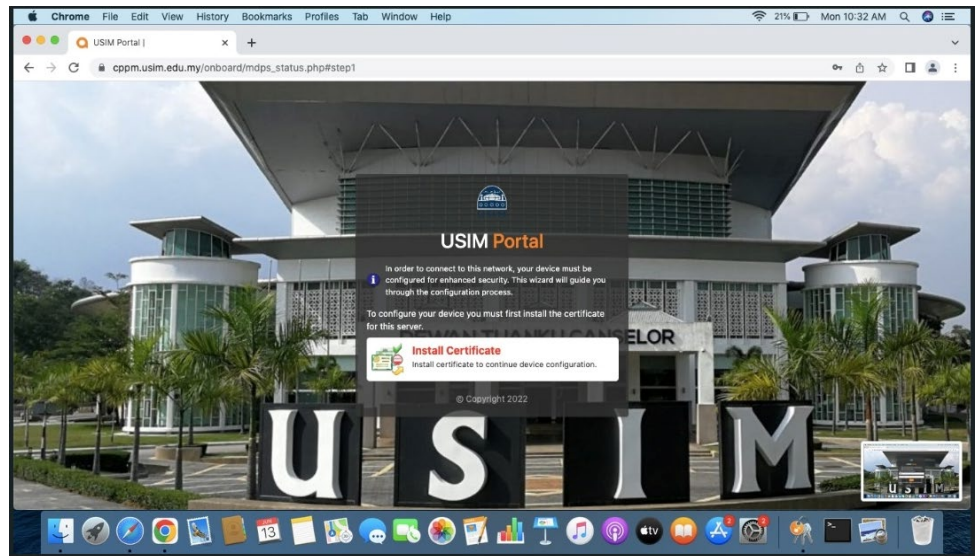 Chrome File Edit View History Bookmarks Profiles Tab Window Help 21% Mon 10:32 AM
USIM Portal |
cppm.usim.edu.my/onboard/mdps_status.php#step1
USIM Portal
In order to connect to this network, your device must be
configured for enhanced security. This wizard will guide you
through the configuration process.
To configure your device you must first install the certificate
for this server.
ELOR
Install Certificate
Install certificate to continue device configuration.
© Copyright 2022
USIM
13
tv